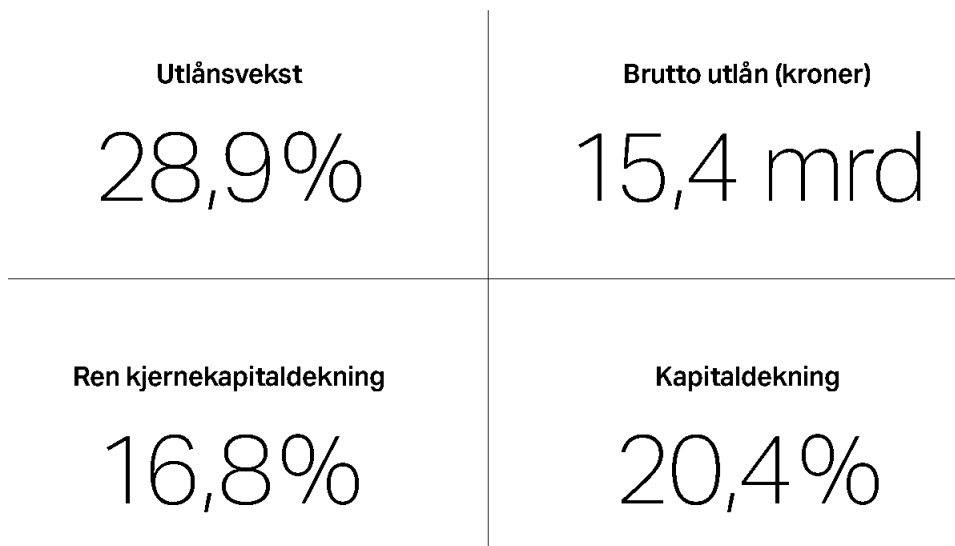 Utlånsvekst
28,9%
Brutto utlån (kroner)
15,4 mrd
Ren kjernekapitaldekning
16,8%
Kapitaldekning
20,4%